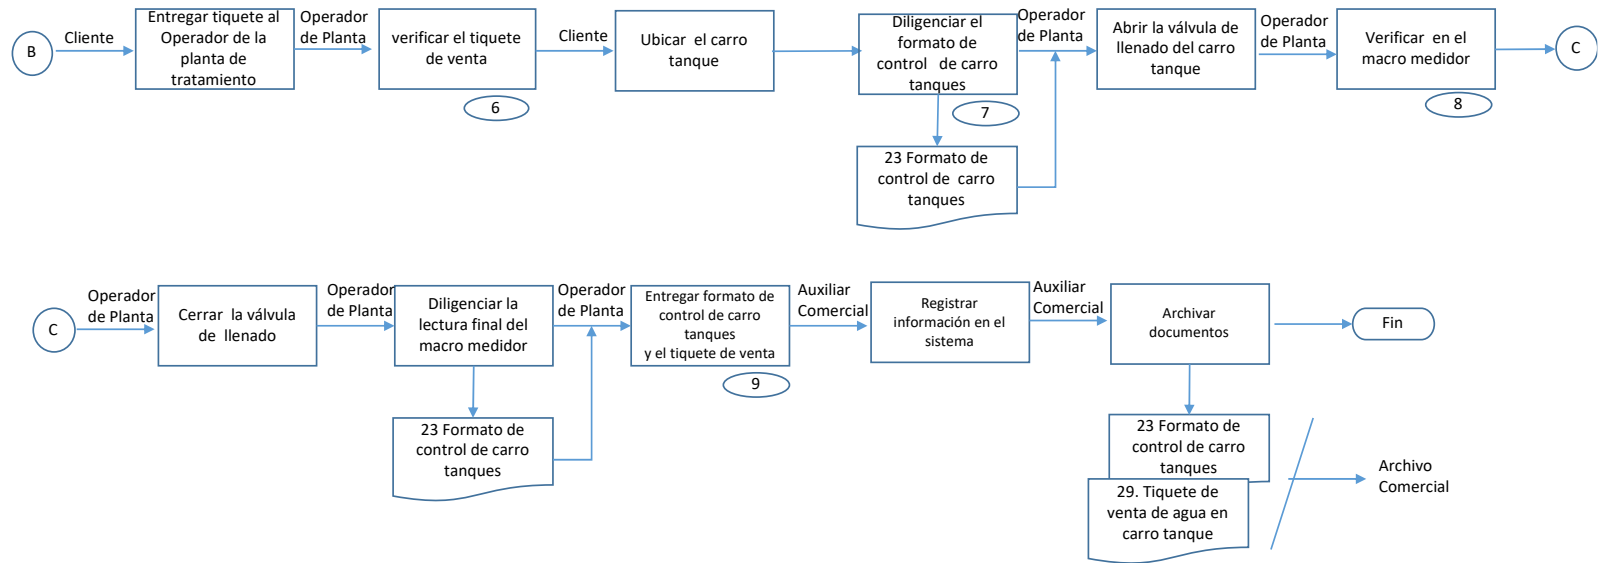 B
Cliente
Entregar tiquete al
Operador de la
planta de
tratamiento
Operador
de Planta
verificar el tiquete
de venta
6
Cliente
Ubicar el carro
tanque
Diligenciar el
formato de
control de carro
tanques
7
23 Formato de
control de carro
tanques
Operador
de Planta
Abrir la válvula de
llenado del carro
tanque
Operador
de Planta
Verificar en el
macro medidor
8
C
C
Operador
de Planta
Cerrar la válvula
de llenado
Operador
de Planta
Diligenciar la
lectura final del
macro medidor
23 Formato de
control de carro
tanques
Operador
de Planta
Entregar formato de
control de carro
tanques
y el tiquete de venta
9
Auxiliar
Comercial
Registrar
información en el
sistema
Auxiliar
Comercial
Archivar
documentos
Fin
23 Formato de
control de carro
tanques
29. Tiquete de
venta de agua en
carro tanque
Archivo
Comercial